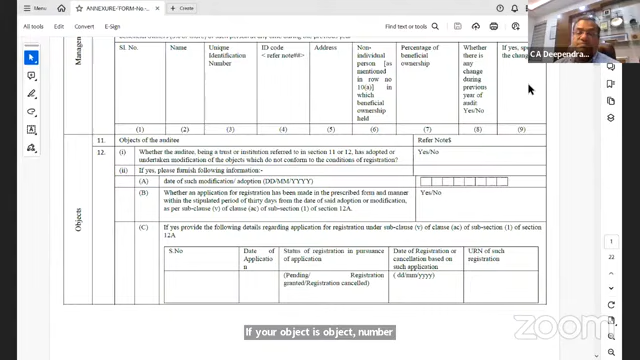 ANNEXURE-FORM-No.-
Create
All tools
Edit
Convert
E-Sign
Find text or tools
CA Deependra
Sl. No.
Name
Unique Identification Number
ID code < refer note##>
Address
Non-individual person [as mentioned in row no 10(a)] in which beneficial ownership held
Percentage of beneficial ownership
Whether there is any change during previous year of audit Yes/No
If yes,
the chang
(1)
(2)
(3)
(4)
(5)
(6)
(7)
(8)
(9)
Objects
11.
Objects of the auditee
Refer Note$
12.
(i)
Whether the auditee, being a trust or institution referred to in section 11 or 12, has adopted or
undertaken modification of the objects which do not conform to the conditions of registration?
Yes/No
(ii)
If yes, please furnish following information:-
(A)
date of such modification/ adoption (DD/MM/YYYY)
(B)
Whether an application for registration has been made in the prescribed form and manner
within the stipulated period of thirty days from the date of said adoption or modification,
as per sub-clause (v) of clause (ac) of sub-section (1) of section 12A.
Yes/No
(C)
If yes provide the following details regarding application for registration under sub-clause (v) of clause (ac) of sub-section (1) of section
12A
S.No
Date of Application
Status of registration in pursuance of application
Date of Registration or cancellation based on such application
URN of such registration
(Pending/ Registration granted/Registration cancelled)
(dd/mm/yyyy)
1
22
If your object is object, number
zoom